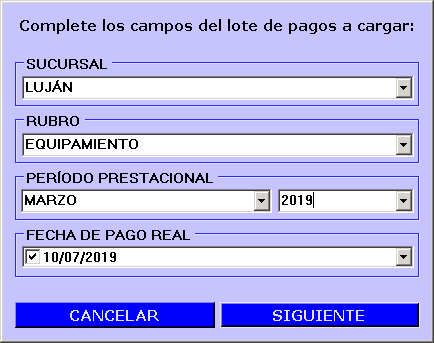 Complete los campos del lote de pagos a cargar:
SUCURSAL
LUJÁN
RUBRO
EQUIPAMIENTO
PERÍODO PRESTACIONAL
MARZO 2019
FECHA DE PAGO REAL
10/07/2019
CANCELAR SIGUIENTE